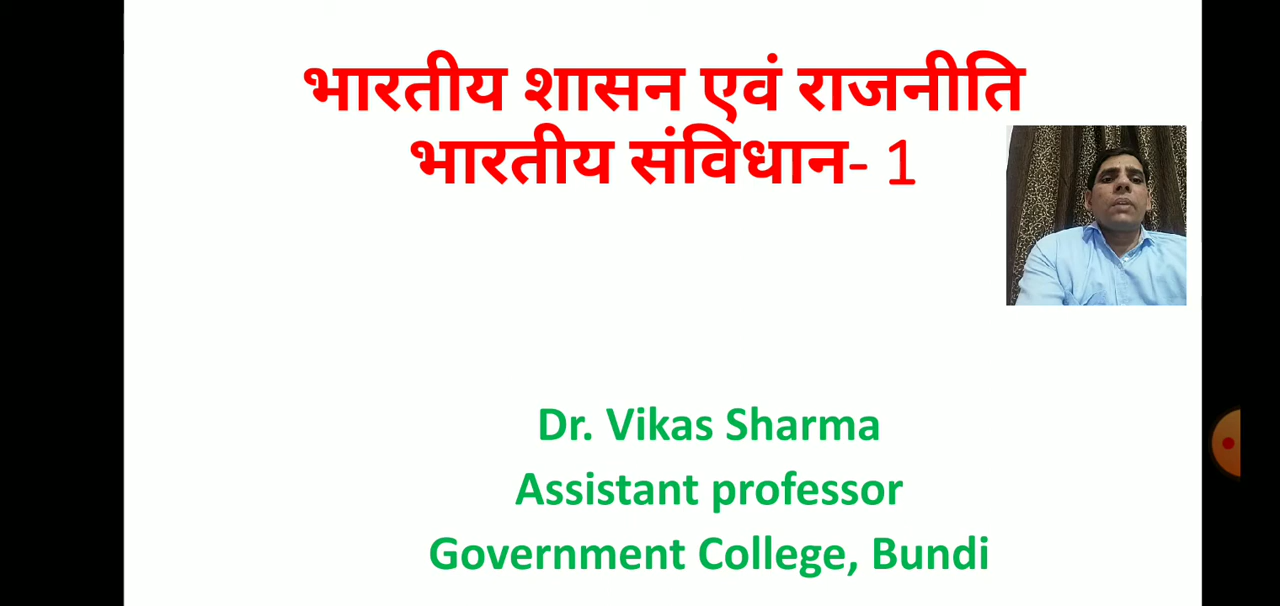 भारतीय शासन एवं राजनीति
भारतीय संविधान- 1
Dr. Vikas Sharma
Assistant professor
Government College, Bundi